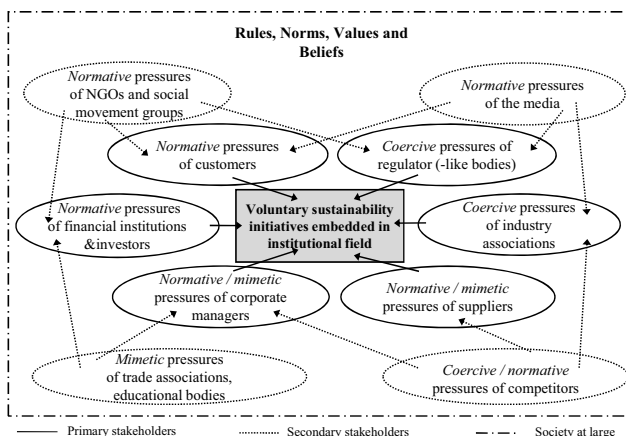 Rules, Norms, Values and
Beliefs
Normative pressures
of NGOs and social
movement groups
Normative pressures
of the media
Normative pressures
of customers
Coercive pressures of
regulator (-like bodies)
Normative pressures
of financial institutions
&investors
Voluntary sustainability
initiatives embedded in
institutional field
Coercive pressures
of industry
associations
Normative / mimetic
pressures of corporate
managers
Normative / mimetic
pressures of suppliers
Mimetic pressures
of trade associations,
educational bodies
Coercive / normative
pressures of competitors
Primary stakeholders
Secondary stakeholders
Society at large